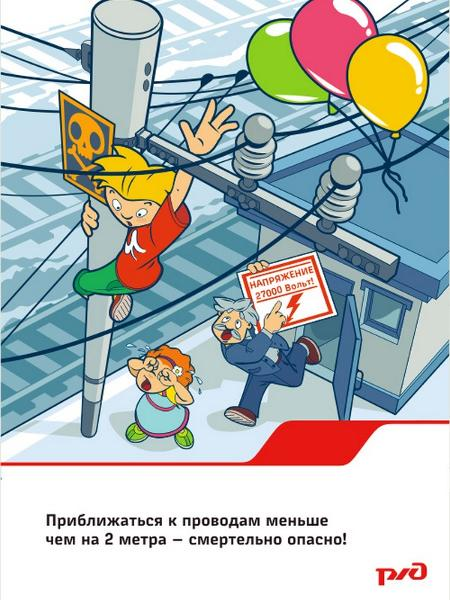 НАПРЯЖЕНИЕ
27000 Вольт!
Приближаться к проводам меньше
чем на 2 метра – смертельно опасно!
ржд